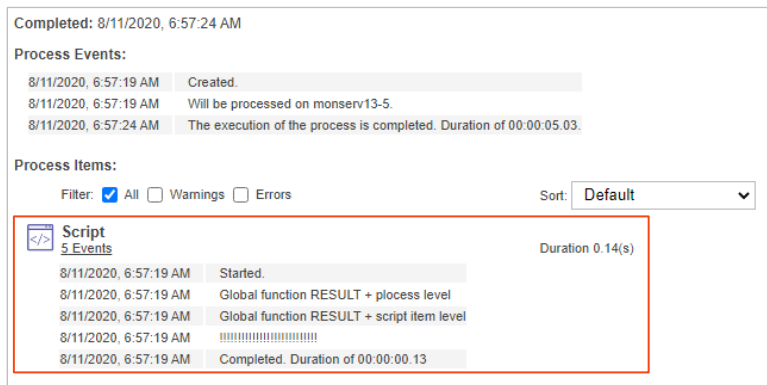 Completed: 8/11/2020, 6:57:24 AM
Process Events:
8/11/2020, 6:57:19 AM Created.
8/11/2020, 6:57:19 AM Will be processed on monserv13-5.
8/11/2020, 6:57:24 AM The execution of the process is completed. Duration of 00:00:05.03.
Process Items:
Filter: All Warnings Errors Sort: Default
Script
5 Events Duration 0.14(s)
8/11/2020, 6:57:19 AM Started.
8/11/2020, 6:57:19 AM Global function RESULT + plocess level
8/11/2020, 6:57:19 AM Global function RESULT + script item level
8/11/2020, 6:57:19 AM !!!!!!!!!!!!!!!!!!!!!!!!!!!
8/11/2020, 6:57:19 AM Completed. Duration of 00:00:00.13